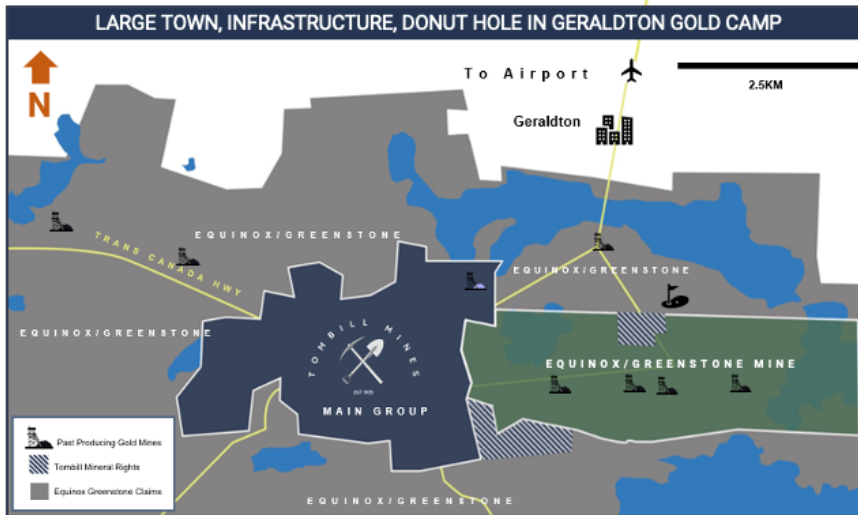 LARGE TOWN, INFRASTRUCTURE, DONUT HOLE IN GERALDTON GOLD CAMP
N
To Airport
2.5KM
Geraldton
EQUINOX/GREENSTONE
TRANS CANADA HWY
EQUINOX/GREENSTONE
EQUINOX/GREENSTONE
TOMBILL MINES
EST 1935
MAIN GROUP
EQUINOX/GREENSTONE MINE
Past Producing Gold Mines
Tombill Mineral Rights
Equinox Greenstone Claims
EQUINOX/GREENSTONE